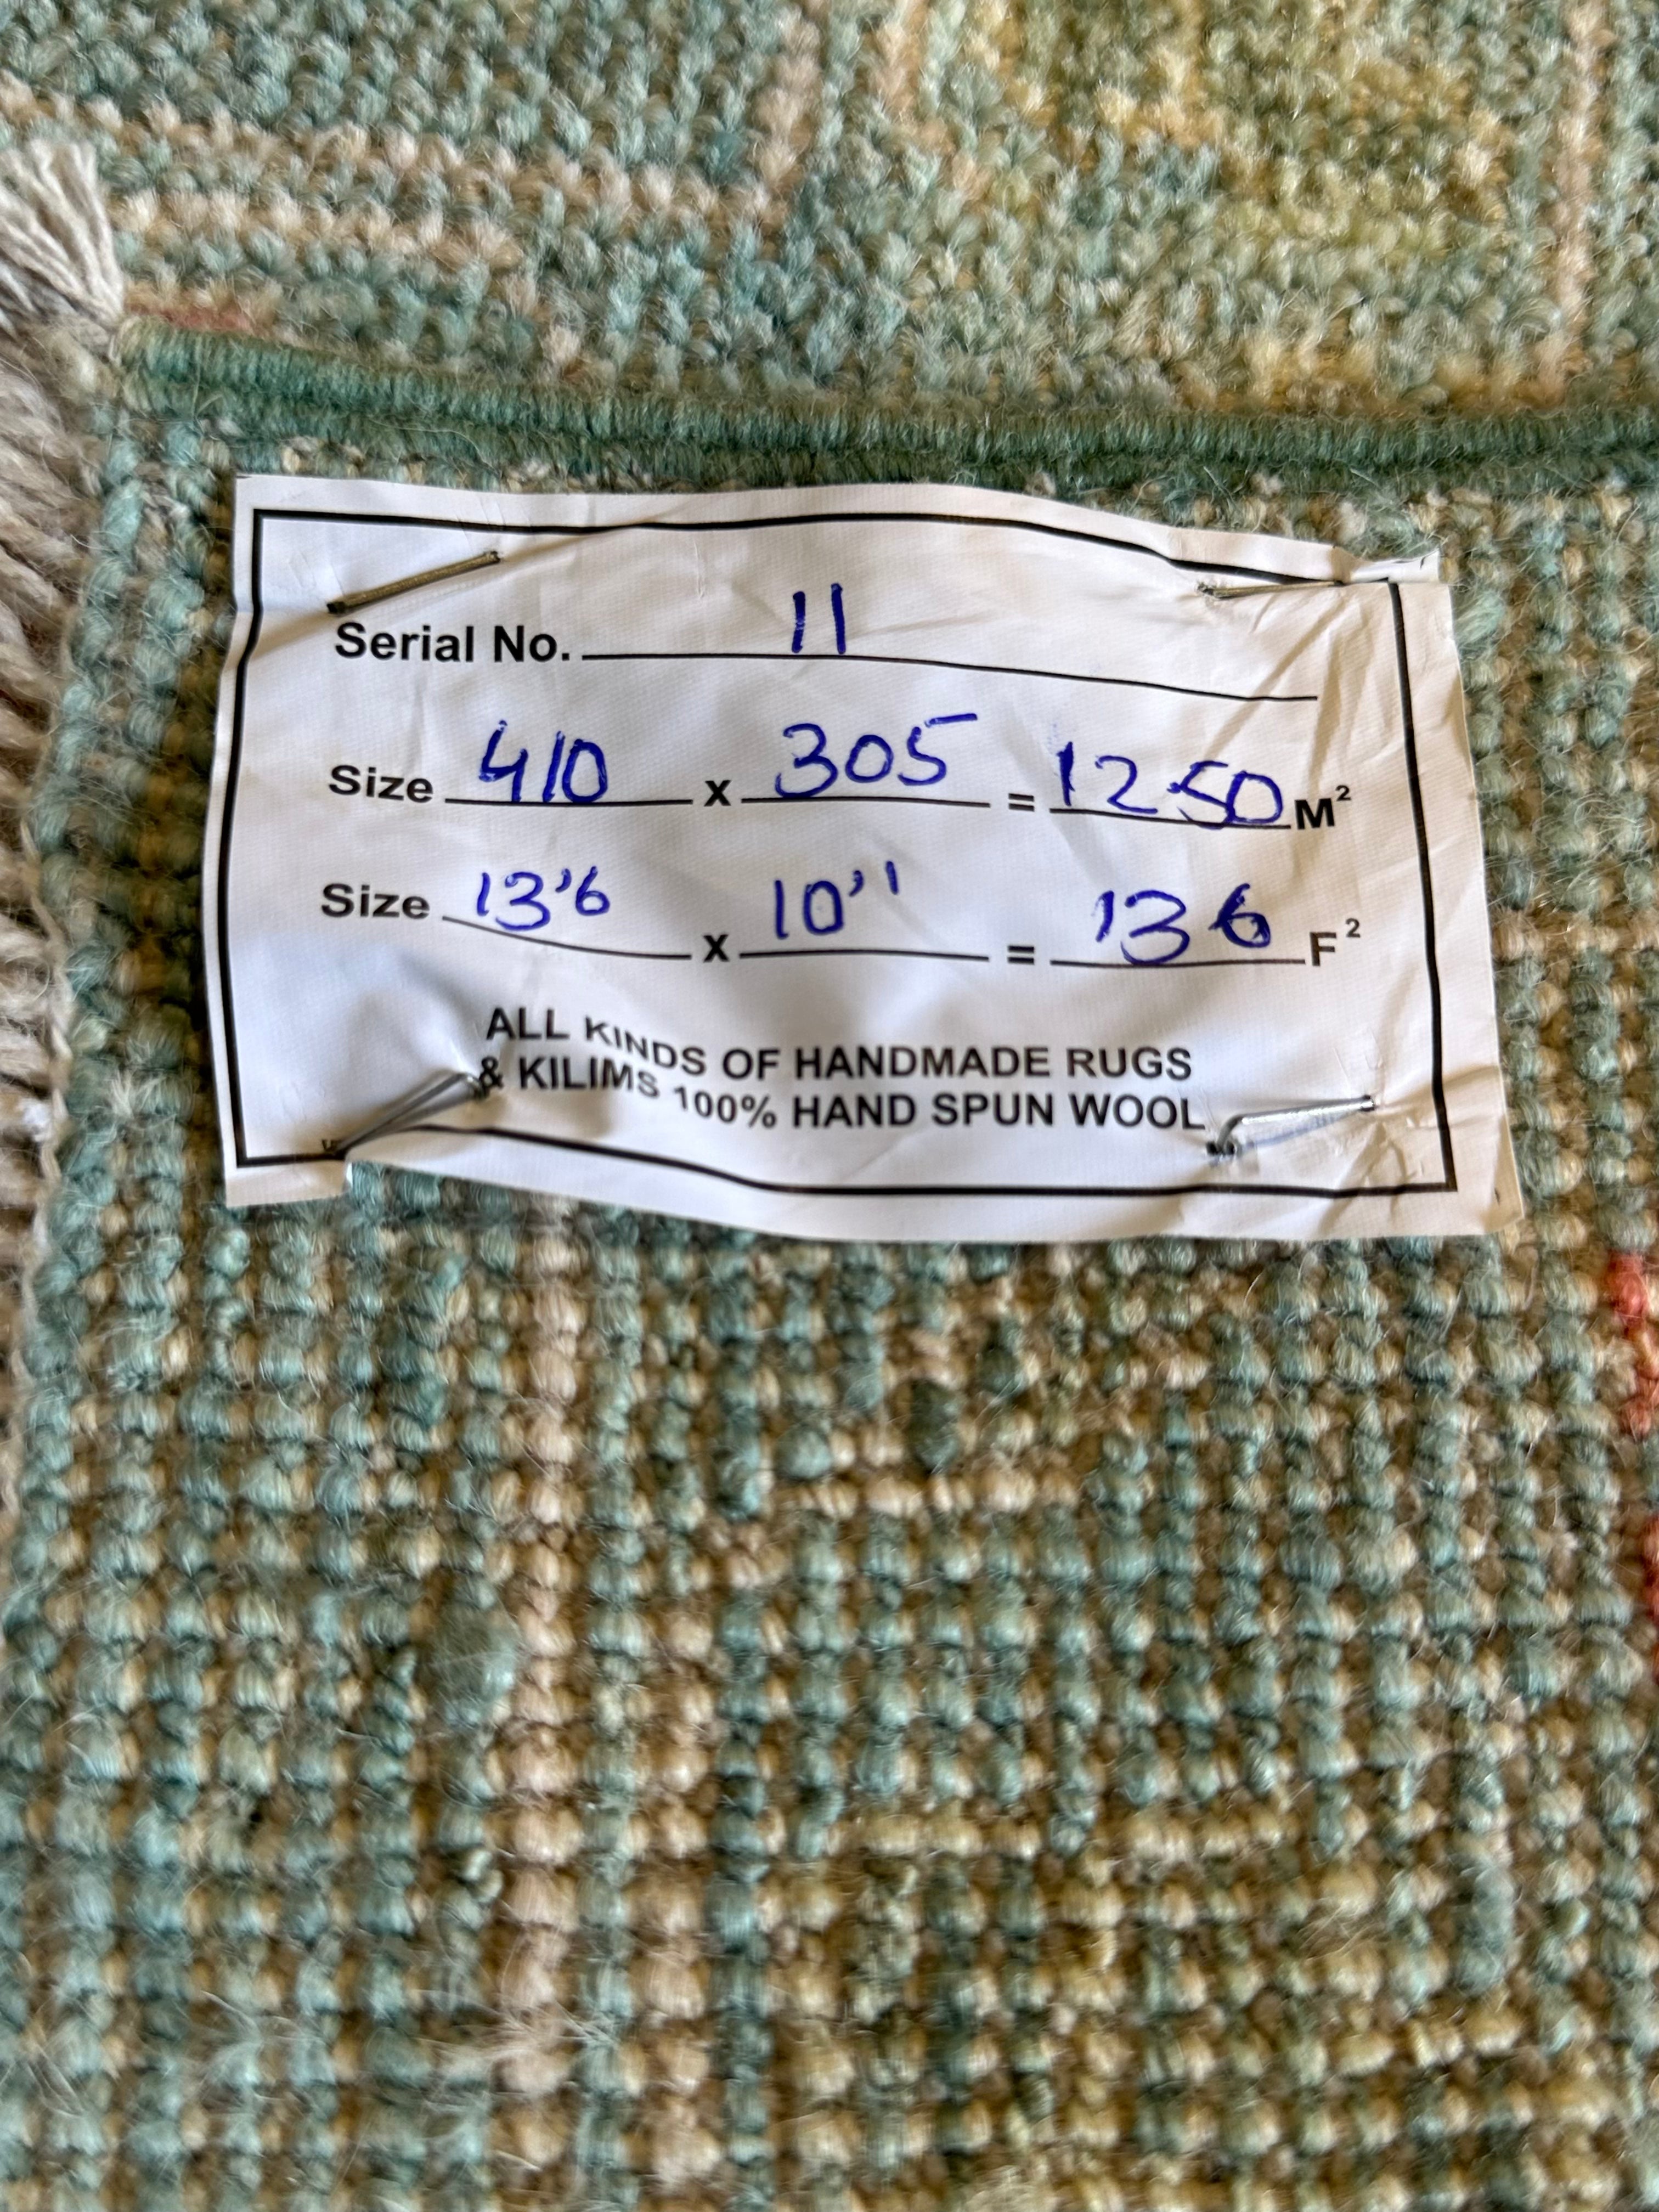 Serial No. 11
Size 410 x 305 = 12.50 M²
Size 13'6 x 10'1 = 136 F²
ALL KINDS OF HANDMADE RUGS
& KILIMS 100% HAND SPUN WOOL